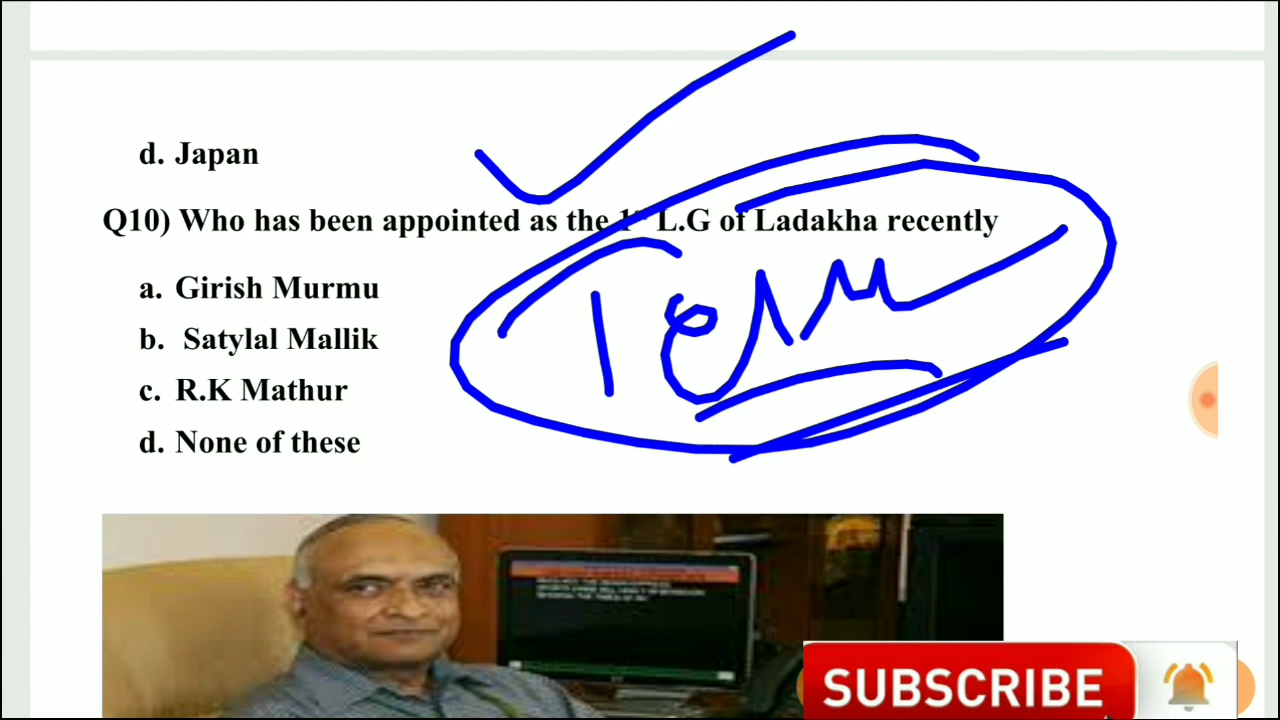 d. Japan
Q10) Who has been appointed as the 1st L.G of Ladakha recently
a. Girish Murmu
b. Satylal Mallik
c. R.K Mathur
d. None of these
SUBSCRIBE